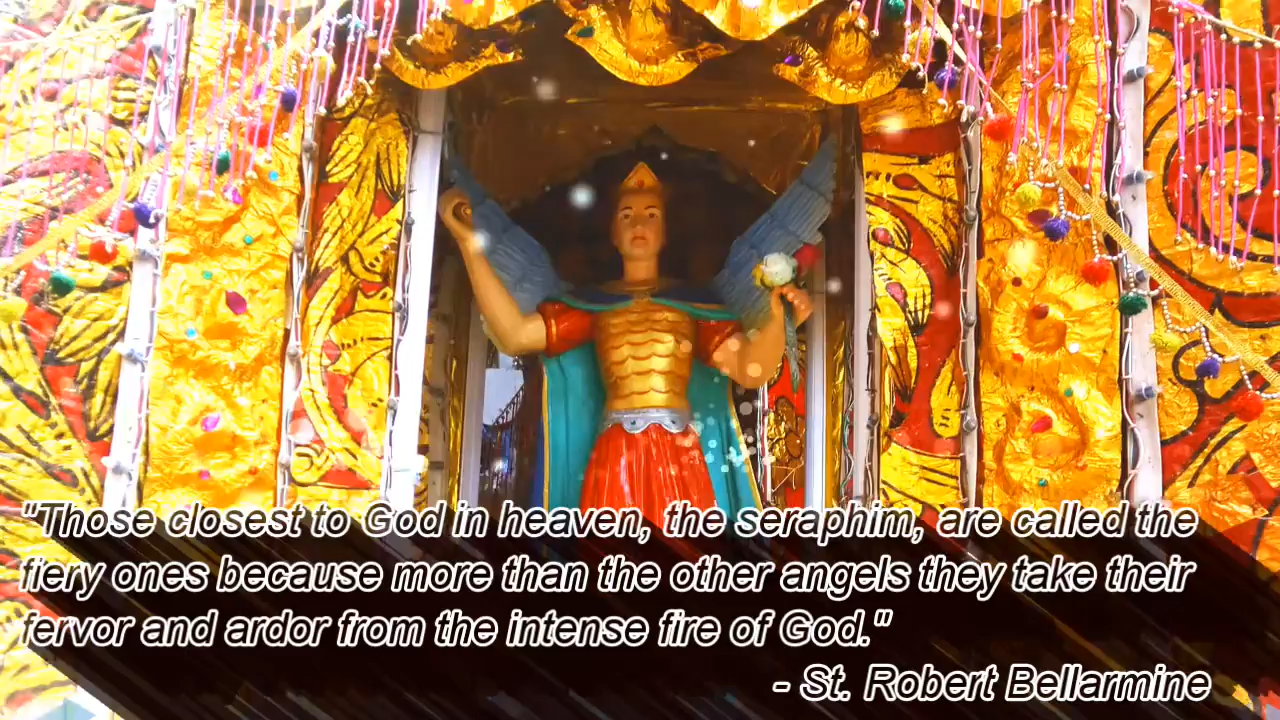 "Those closest to God in heaven, the seraphim, are called the
fiery ones because more than the other angels they take their
fervor and ardor from the intense fire of God."
- St. Robert Bellarmine